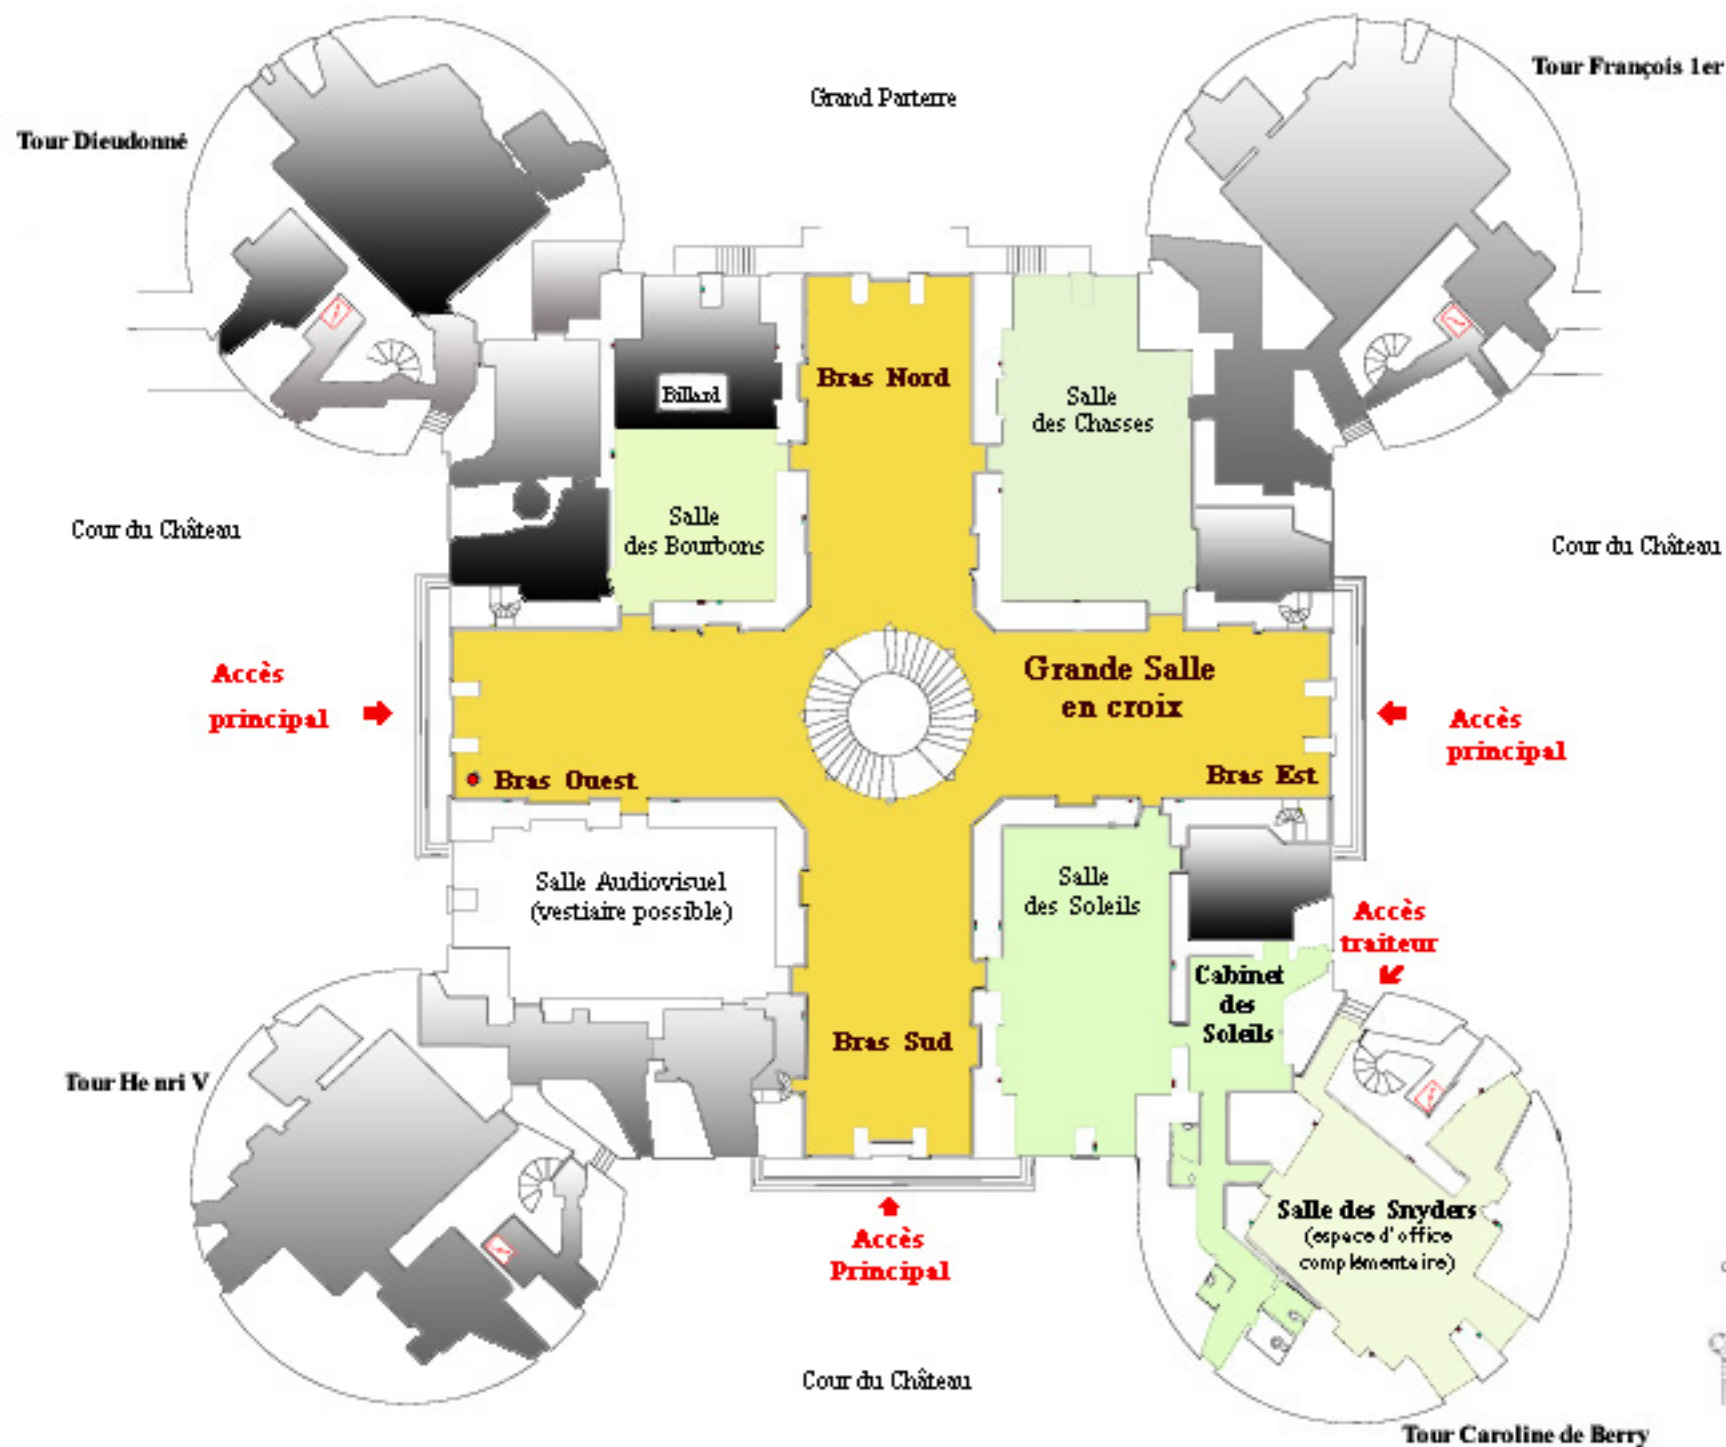 Tour François 1er
Grand Parterre
Tour Dieudonné
Bras Nord
Billard
Salle
des Chasses
Salle
des Bourbons
Cour du Château
Cour du Château
Grande Salle
en croix
Accès
principal
Accès
principal
Bras Ouest
Bras Est
Salle Audiovisuel
(vestiaire possible)
Salle
des Soleils
Accès
traiteur
Cabinet
des
Soleils
Bras Sud
Tour Henri V
Salle des Snyders
(espace d'office
complémentaire)
Accès
Principal
Cour du Château
Tour Caroline de Berry